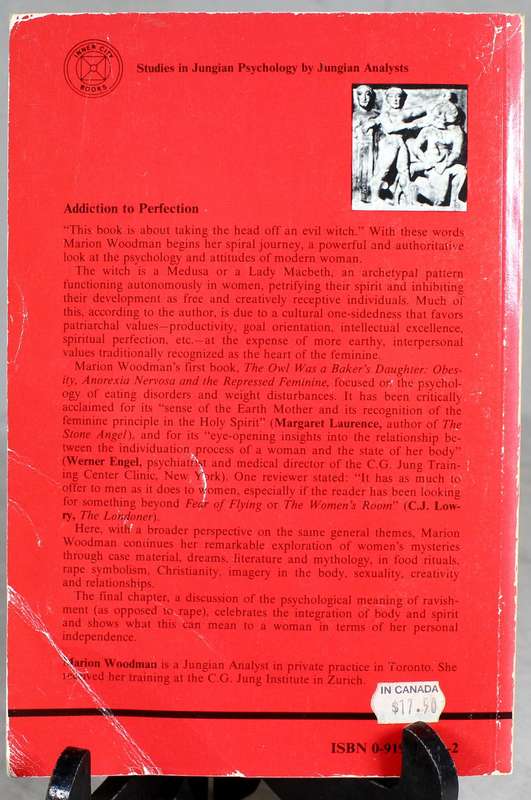 INNER CITY
BOOKS
Studies in Jungian Psychology by Jungian Analysts
Addiction to Perfection
“This book is about taking the head off an evil witch.” With these words
Marion Woodman begins her spiral journey, a powerful and authoritative
look at the psychology and attitudes of modern woman.
The witch is a Medusa or a Lady Macbeth, an archetypal pattern
functioning autonomously in women, petrifying their spirit and inhibiting
their development as free and creatively receptive individuals. Much of
this, according to the author, is due to a cultural one-sidedness that favors
patriarchal values—productivity, goal orientation, intellectual excellence,
spiritual perfection, etc.—at the expense of more earthy, interpersonal
values traditionally recognized as the heart of the feminine.
Marion Woodman's first book, The Owl Was a Baker's Daughter: Obes-
ity, Anorexia Nervosa and the Repressed Feminine, focused on the psychol-
ogy of eating disorders and weight disturbances. It has been critically
acclaimed for its “sense of the Earth Mother and its recognition of the
feminine principle in the Holy Spirit” (Margaret Laurence, author of The
Stone Angel), and for its “eye-opening insights into the relationship be-
tween the individuation process of a woman and the state of her body”
(Werner Engel, psychiatrist and medical director of the C.G. Jung Train-
ing Center Clinic, New York). One reviewer stated: “It has as much to
offer to men as it does to women, especially if the reader has been looking
for something beyond Fear of Flying or The Women's Room” (C.J. Low-
ry, The Londoner).
Here, with a broader perspective on the same general themes, Marion
Woodman continues her remarkable exploration of women's mysteries
through case material, dreams, literature and mythology, in food rituals,
rape symbolism, Christianity, imagery in the body, sexuality, creativity
and relationships.
The final chapter, a discussion of the psychological meaning of ravish-
ment (as opposed to rape), celebrates the integration of body and spirit
and shows what this can mean to a woman in terms of her personal
independence.
Marion Woodman is a Jungian Analyst in private practice in Toronto. She
received her training at the C.G. Jung Institute in Zurich.
IN CANADA
$17.50
ISBN